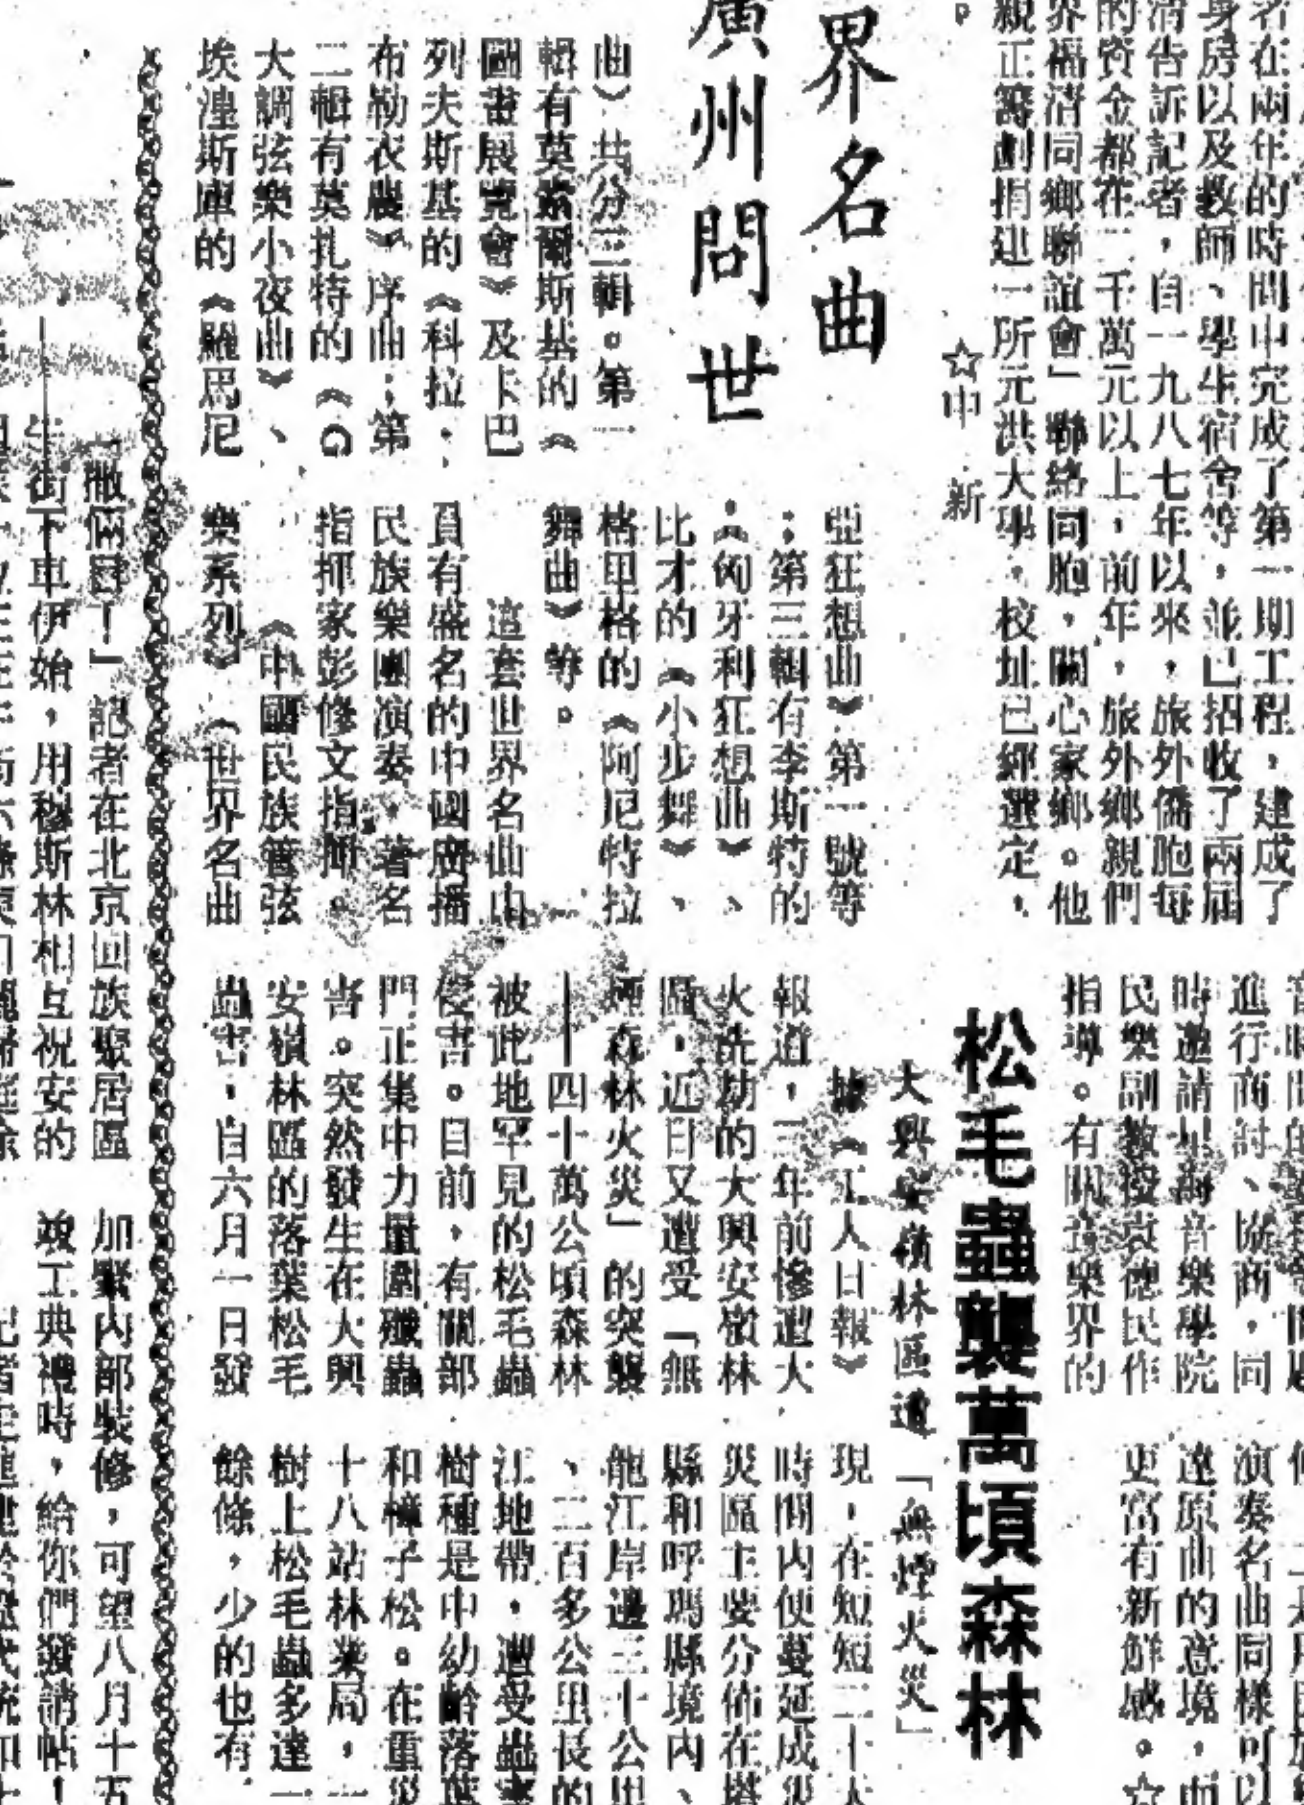 者在兩年的時間中完成了第一期工程，建成了
身房以及教師、學生宿舍等，並已招收了兩屆
清告訴記者，自一九八七年以來，旅外僑胞每
的資金都在二千萬元以上，前年，旅外鄉親們
界福清同鄉聯誼會」聯絡同胞，關心家鄉。他
親正籌劃捐建一所元洪大學，校址已經選定，
。
☆中新
界名曲
廣州問世
曲》共分三輯。第一
輯有莫索爾斯基的《
圖畫展覽會》及卡巴
列夫斯基的《科拉·
布勒衣農》序曲；第
二輯有莫扎特的《G
大調弦樂小夜曲》、
埃湟斯庫的《羅馬尼
亞狂想曲》第一號等
；第三輯有李斯特的
《匈牙利狂想曲》、
比才的《小步舞》、
格里格的《阿尼特拉
舞曲》等。
這套世界名曲由
負有盛名的中國廣播
民族樂團演奏，著名
指揮家彭修文指揮。
《中國民族管弦
樂系列》（世界名曲
進行商討、協商，同
時邀請星海音樂學院
民樂副教授袁德民作
指導。有關音樂界的
演奏名曲同樣可以
達原曲的意境，而
更富有新鮮感。☆
松毛蟲襲萬頃森林
大興安嶺林區遭「無煙火災」
據《工人日報》
報道，三年前慘遭大
火洗劫的大興安嶺林
區，近日又遭受「無
煙森林火災」的突襲
——四十萬公頃森林
被此地罕見的松毛蟲
侵害。目前，有關部
門正集中力量圍殲蟲
害。突然發生在大興
安嶺林區的落葉松毛
蟲害，自六月一日發
現，在短短二十天
時間內便蔓延成災
災區主要分佈在塔
縣和呼瑪縣境內、
龍江岸邊三十公里
、二百多公里長的
江地帶，遭受蟲害
樹種是中幼齡落葉
和樟子松。在重災
十八站林業局，一
樹上松毛蟲多達一
餘條，少的也有
「撒倆目！」記者在北京回族聚居區
牛街下車伊始，用穆斯林相互祝安的
加緊內部裝修，可望八月十五
竣工典禮時，給你們發請帖！